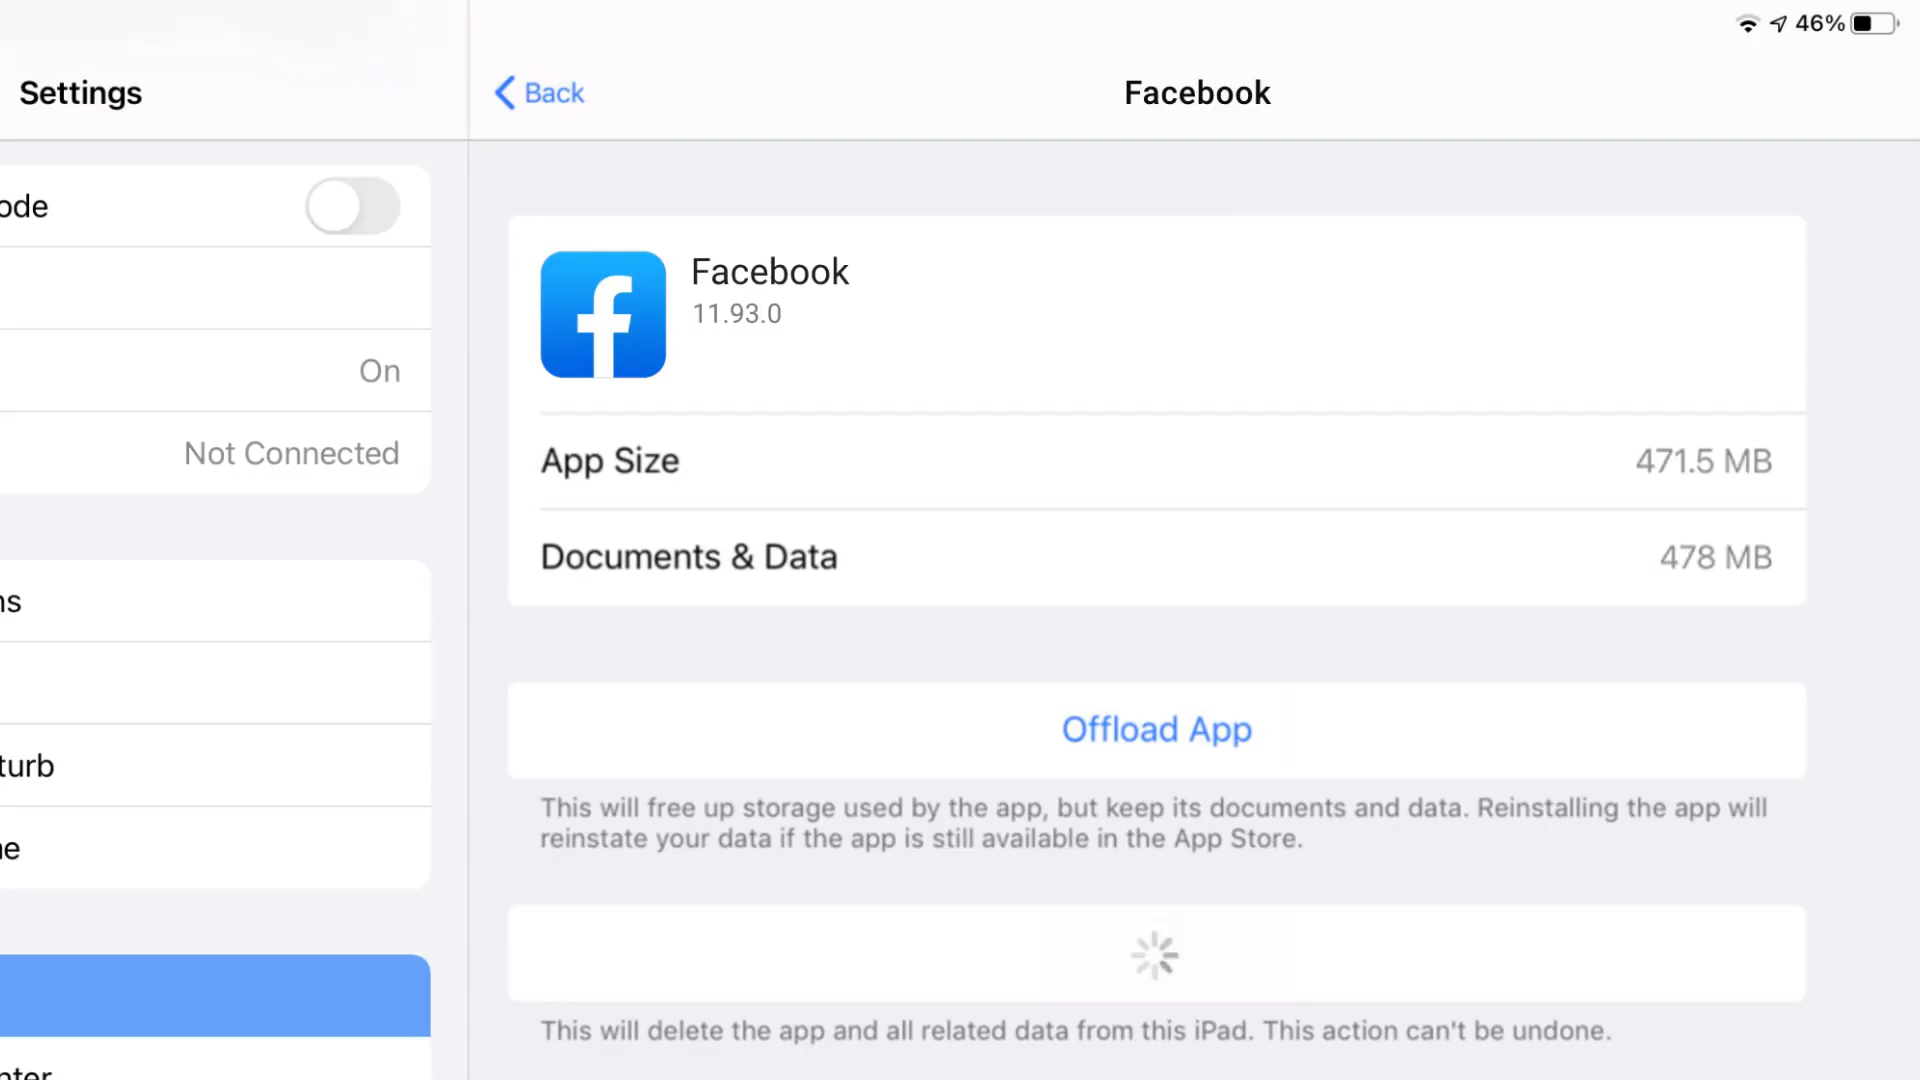 46%
Settings
Back
Facebook
ode
On
Not Connected
ns
turb
ne
nter
Facebook
11.93.0
App Size
471.5 MB
Documents & Data
478 MB
Offload App
This will free up storage used by the app, but keep its documents and data. Reinstalling the app will
reinstate your data if the app is still available in the App Store.
This will delete the app and all related data from this iPad. This action can't be undone.